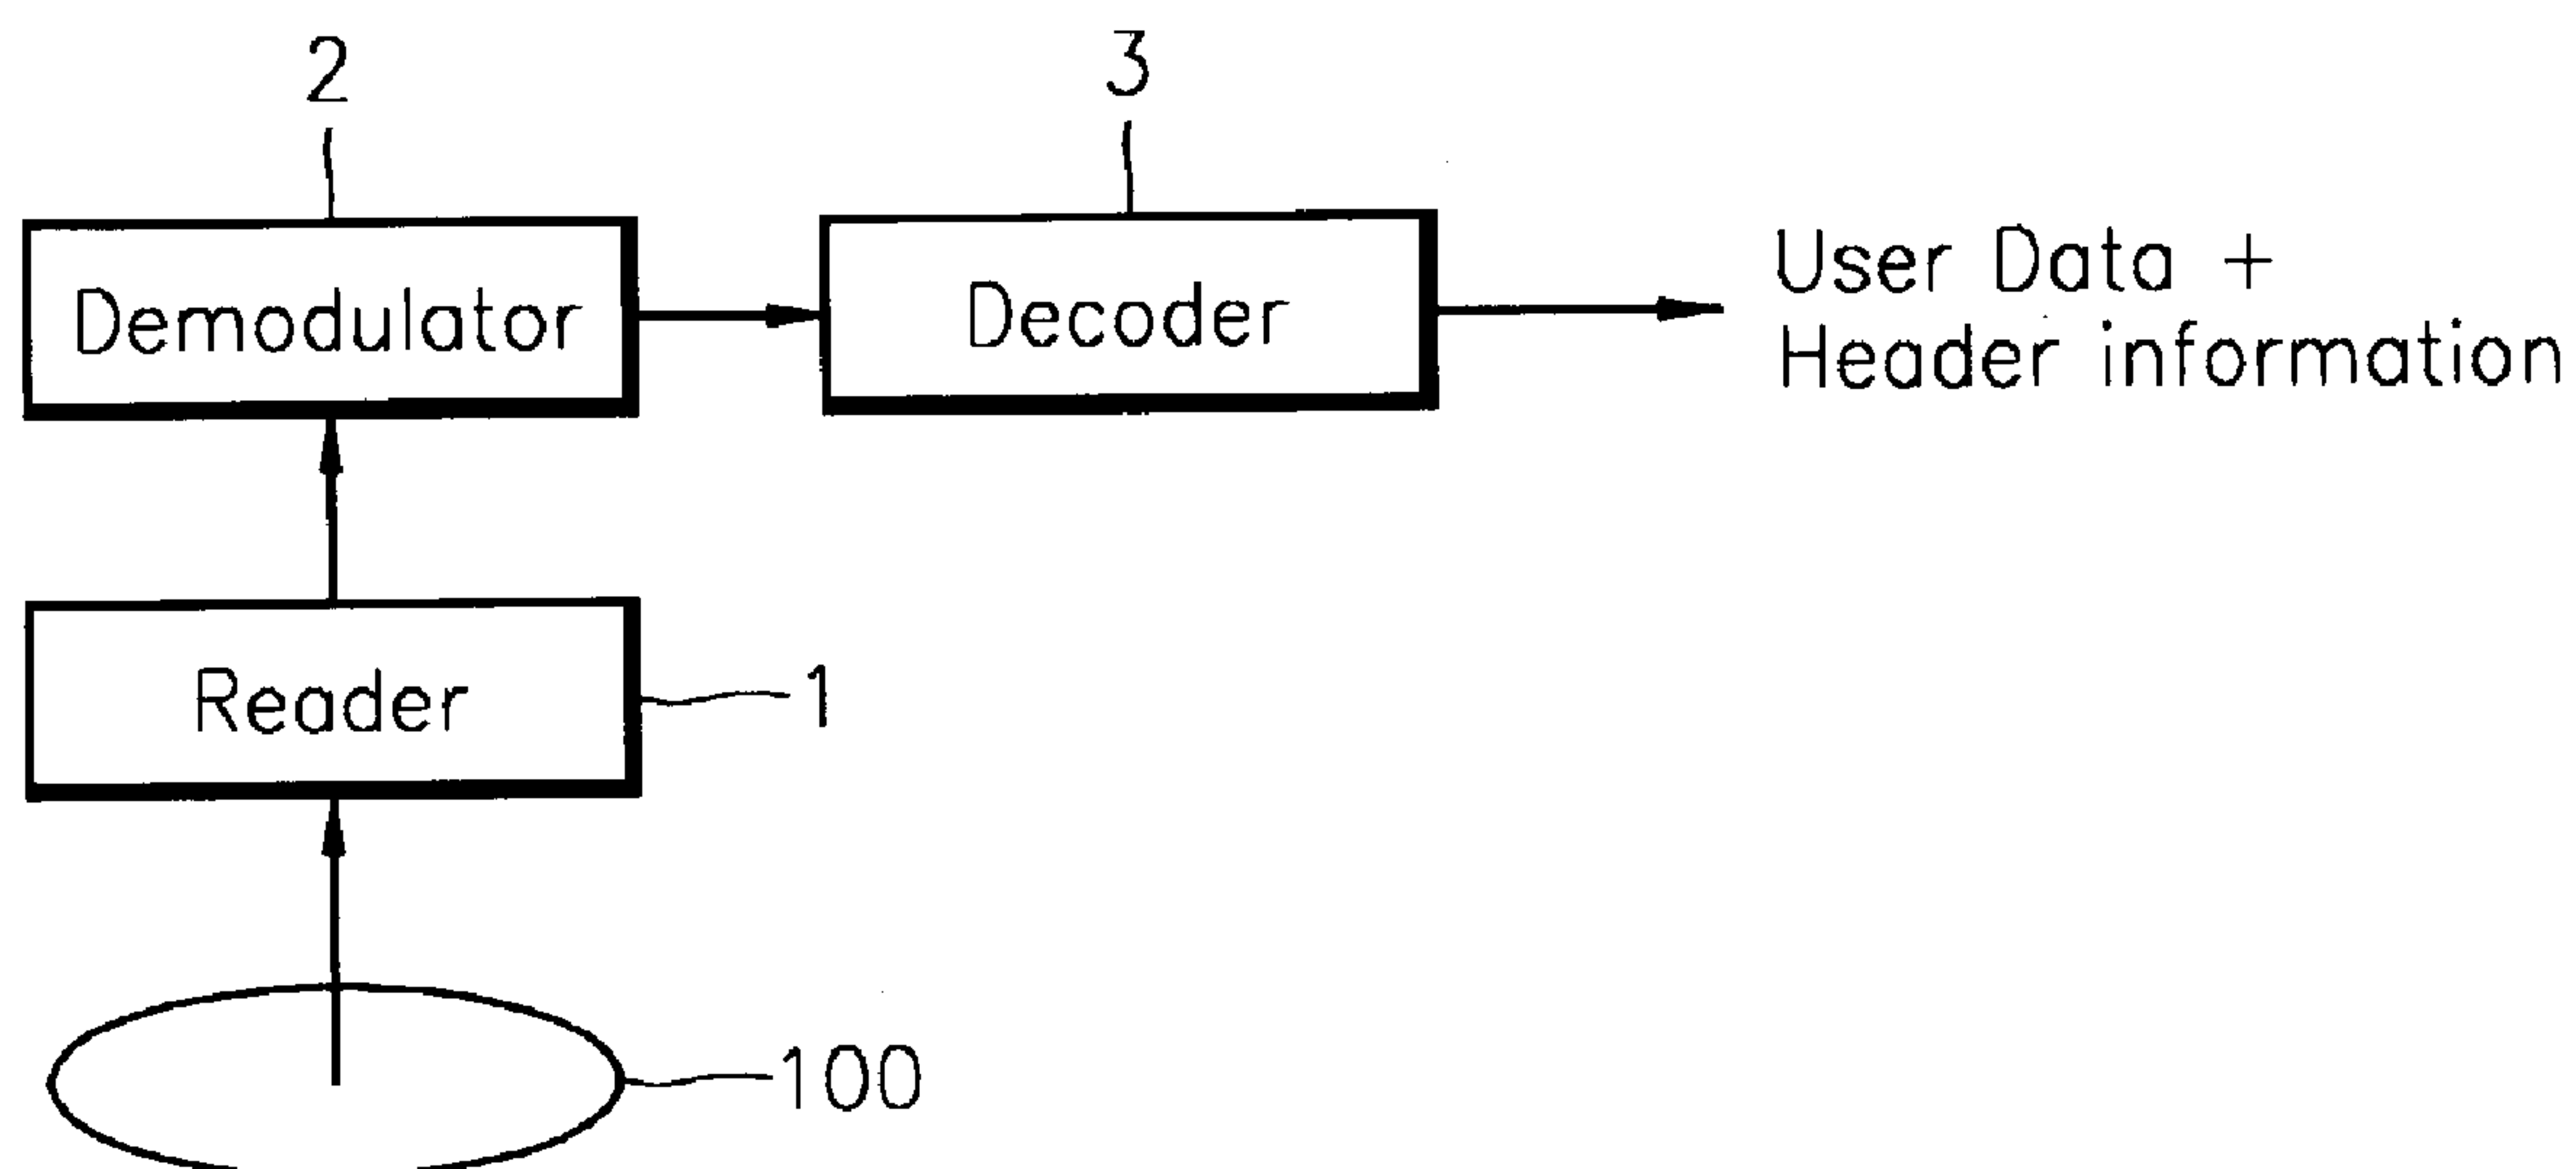 2
3
Demodulator
Decoder
User Data +
Header information
Reader
1
100